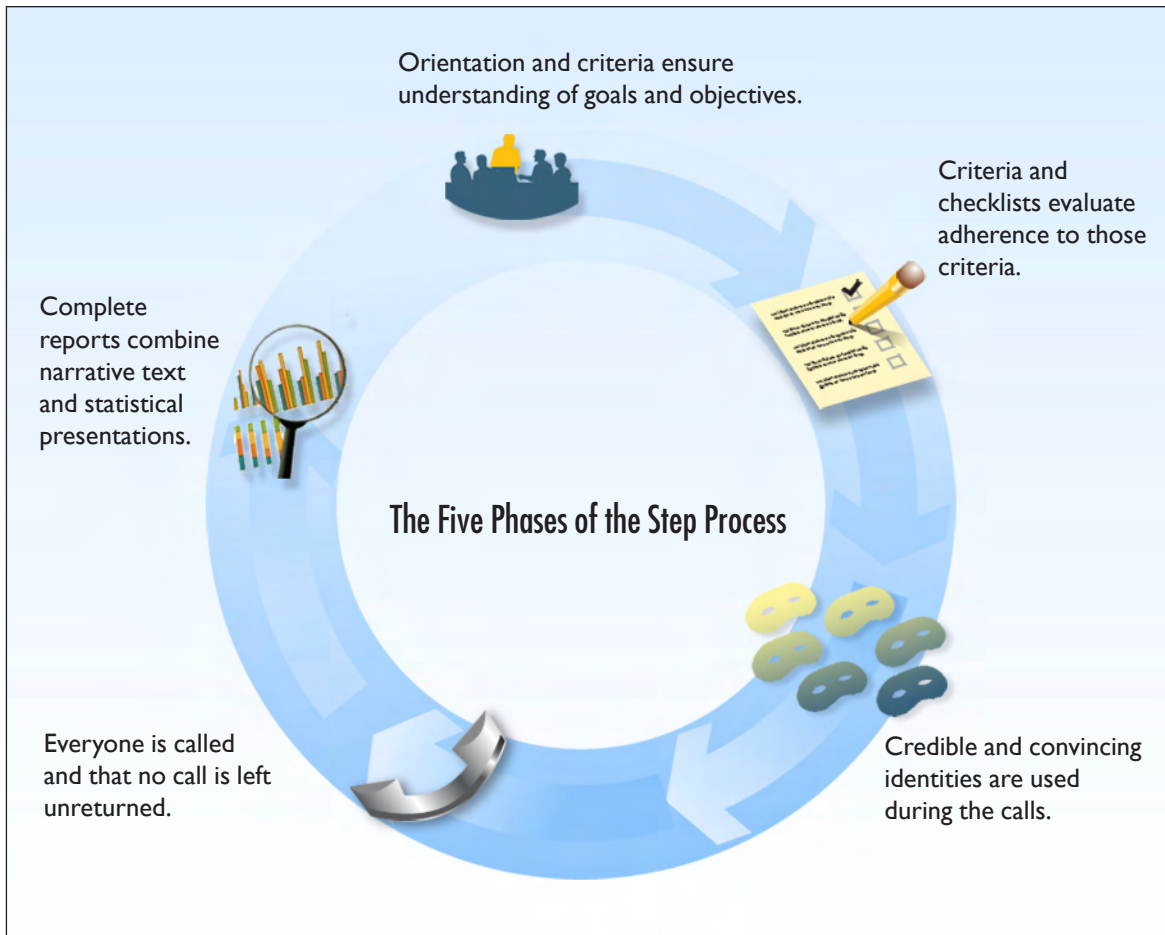 Orientation and criteria ensure
understanding of goals and objectives.
Criteria and
checklists evaluate
adherence to those
criteria.
Complete
reports combine
narrative text
and statistical
presentations.
The Five Phases of the Step Process
Everyone is called
and that no call is left
unreturned.
Credible and convincing
identities are used
during the calls.